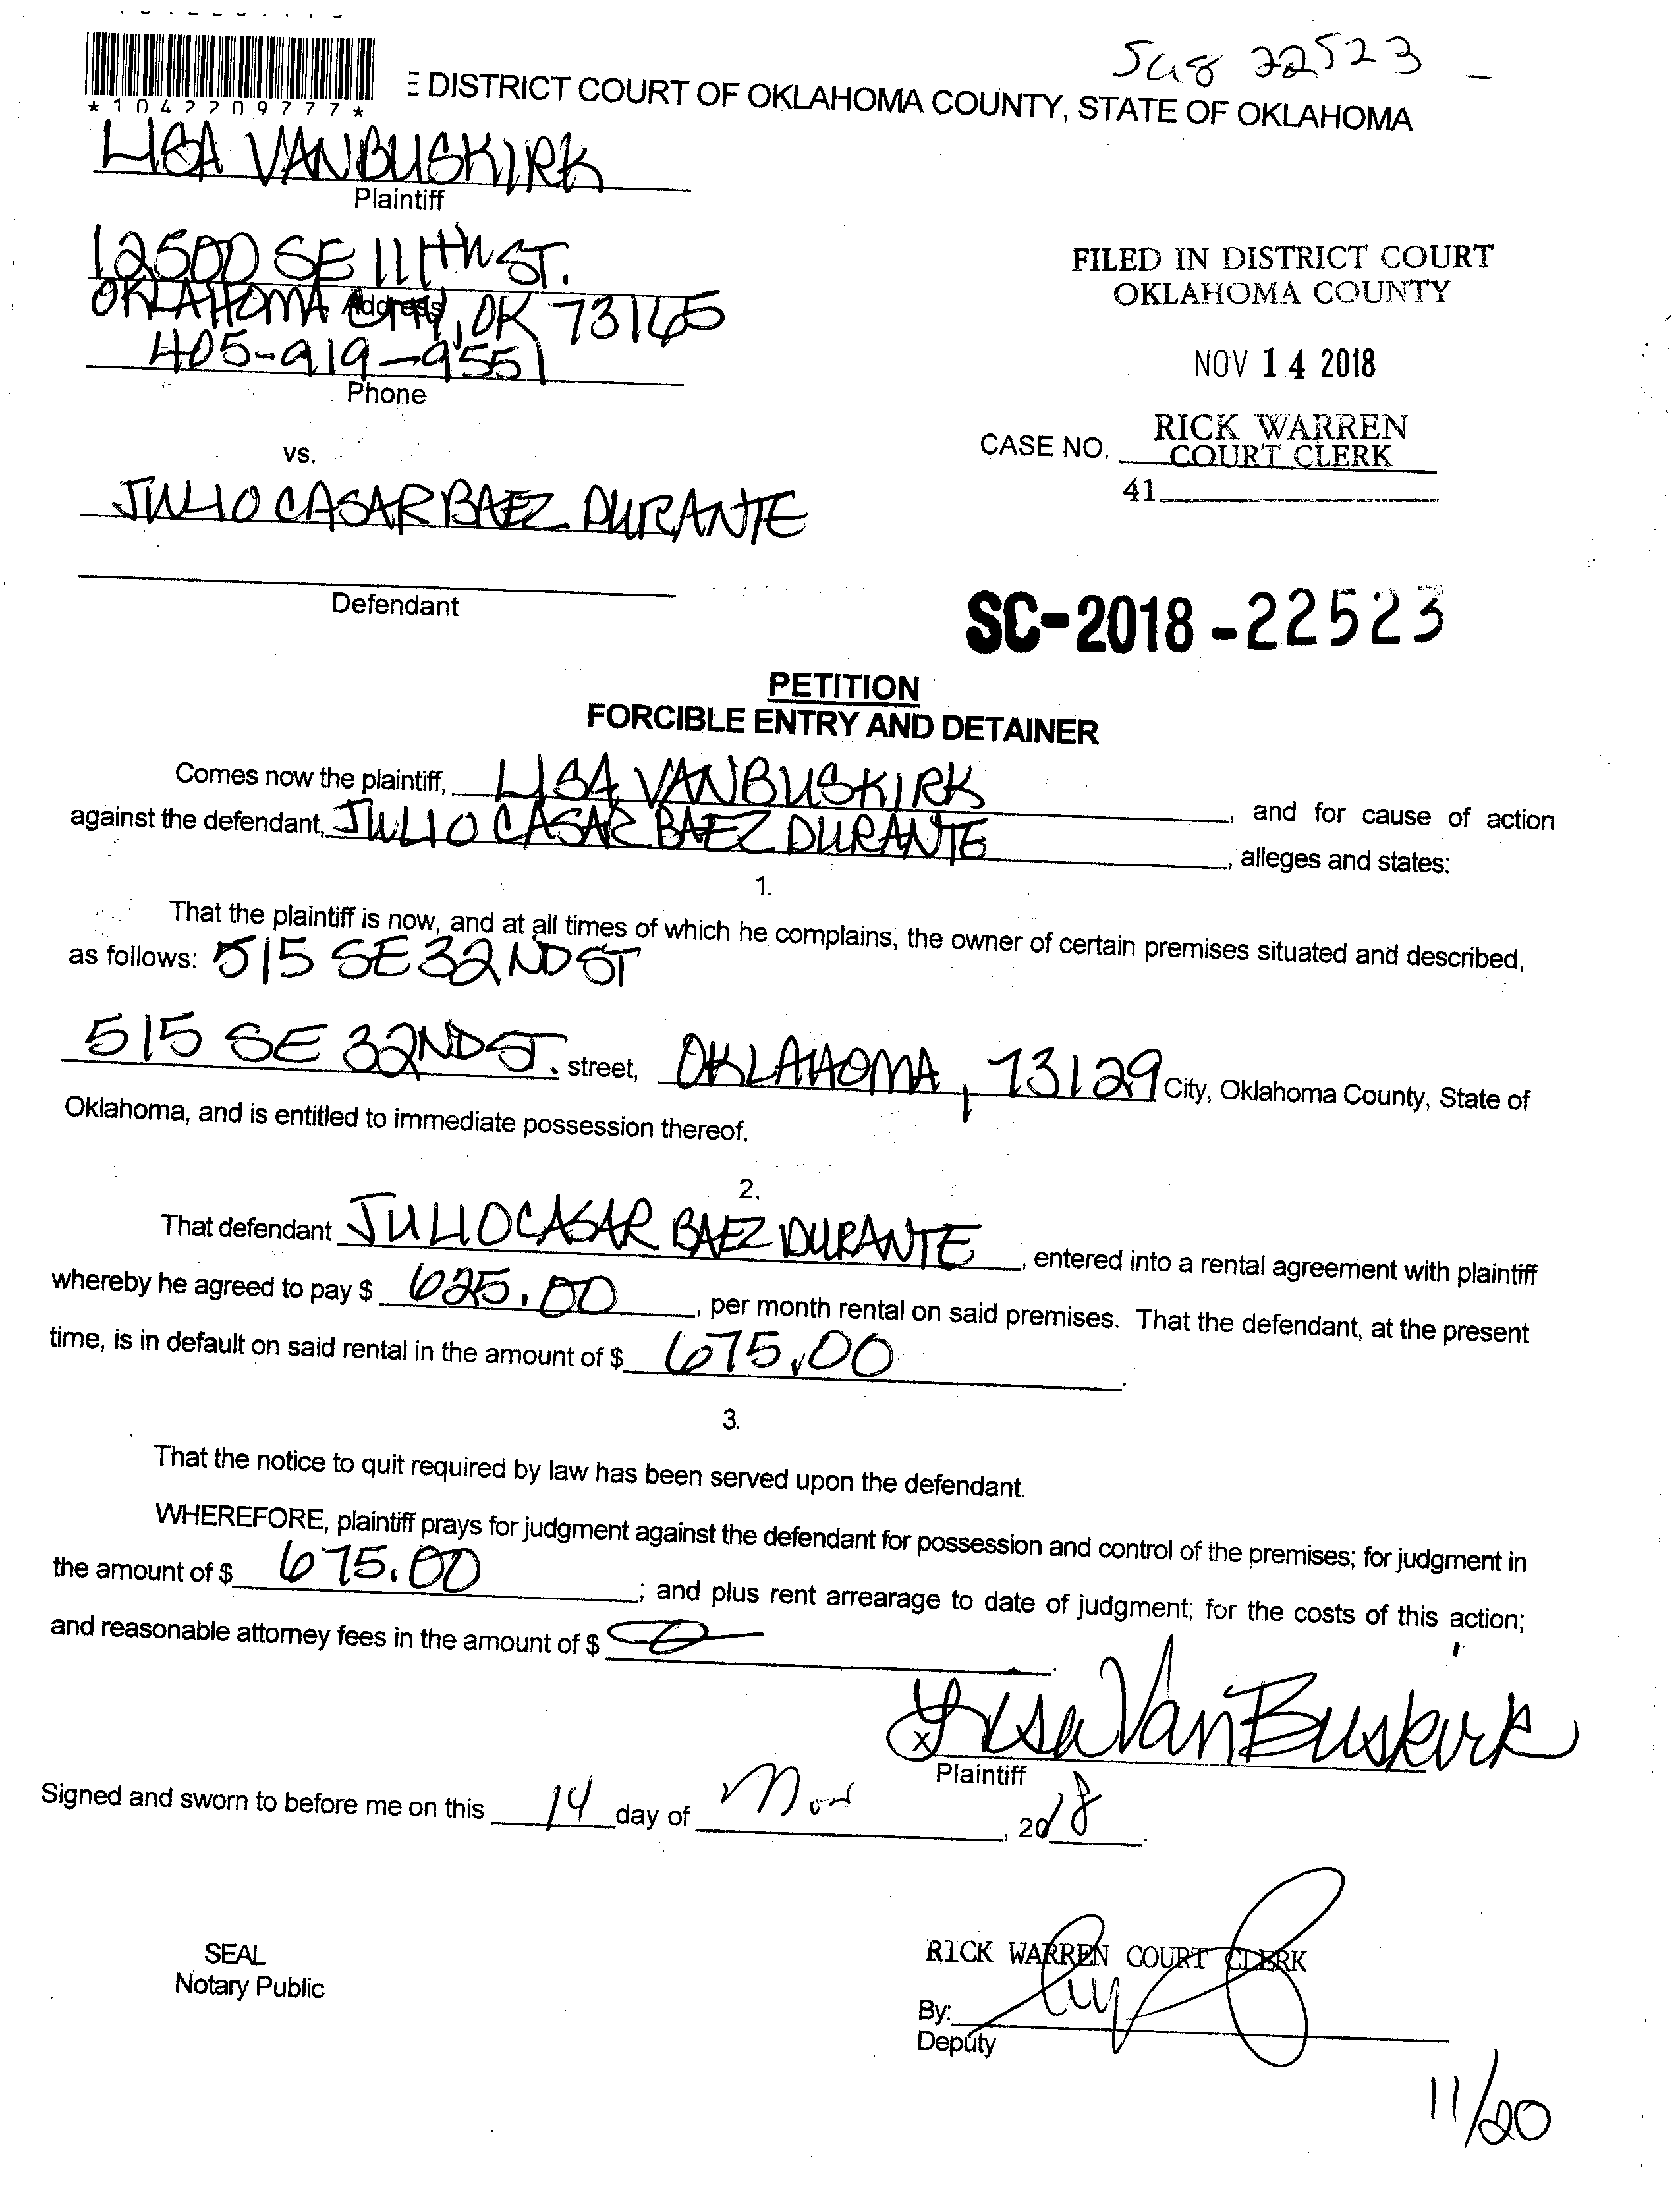 *1042209777*
Sc18 22523 -
E DISTRICT COURT OF OKLAHOMA COUNTY, STATE OF OKLAHOMA
LISA VANBUSKIRK
Plaintiff
12500 SE 111TH ST.
Address
OKLAHOMA CITY, OK 73165
405-919-9551
Phone
FILED IN DISTRICT COURT
OKLAHOMA COUNTY
NOV 14 2018
RICK WARREN
COURT CLERK
CASE NO.
41
vs.
JULIO CASAR BAEZ DURANTE
Defendant
SC-2018-22523
PETITION
FORCIBLE ENTRY AND DETAINER
Comes now the plaintiff, LISA VANBUSKIRK, and for cause of action
against the defendant, JULIO CASAR BAEZ DURANTE, alleges and states:
1.
That the plaintiff is now, and at all times of which he complains, the owner of certain premises situated and described,
as follows: 515 SE 32ND ST
515 SE 32ND ST. street, OKLAHOMA, 73129 City, Oklahoma County, State of
Oklahoma, and is entitled to immediate possession thereof.
2.
That defendant JULIO CASAR BAEZ DURANTE, entered into a rental agreement with plaintiff
whereby he agreed to pay $ 625.00, per month rental on said premises. That the defendant, at the present
time, is in default on said rental in the amount of $ 675.00.
3.
That the notice to quit required by law has been served upon the defendant.
WHEREFORE, plaintiff prays for judgment against the defendant for possession and control of the premises; for judgment in
the amount of $ 675.00; and plus rent arrearage to date of judgment; for the costs of this action;
and reasonable attorney fees in the amount of $ 0.
x Lisa VanBuskirk
Plaintiff
Signed and sworn to before me on this 14 day of Nov, 2018.
SEAL
Notary Public
RICK WARREN COURT CLERK
By:
Deputy
11/20